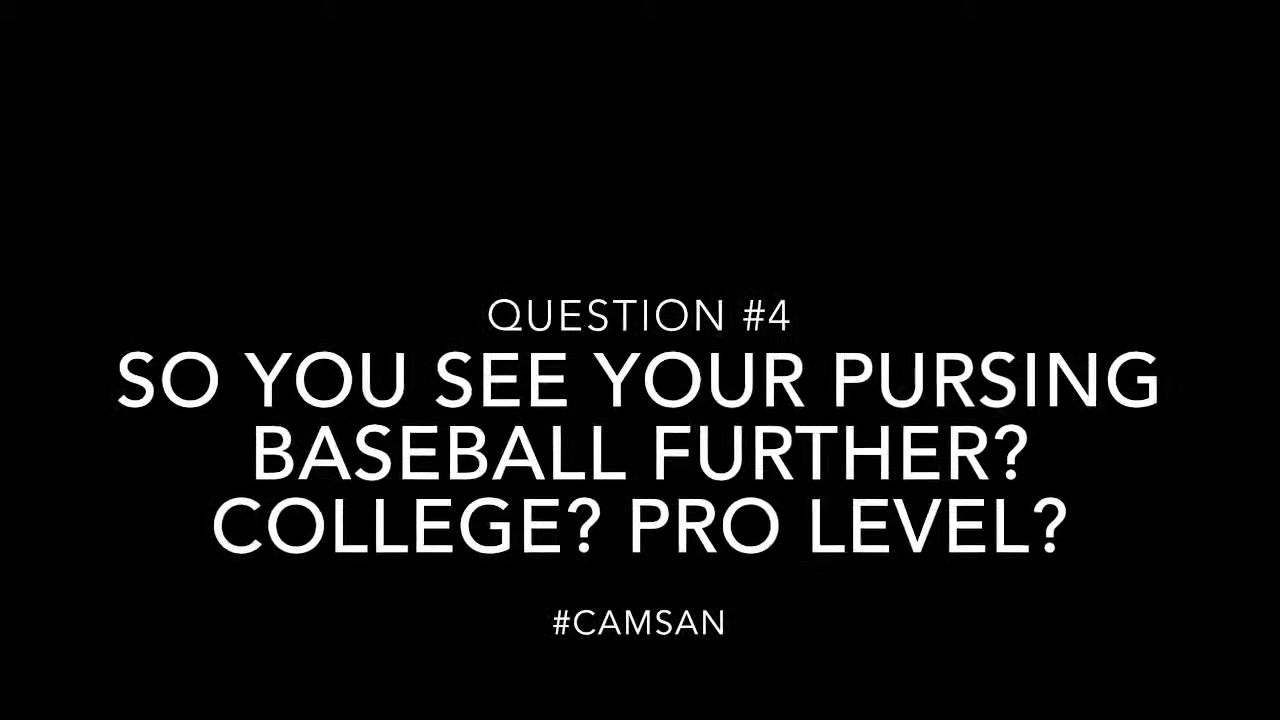 QUESTION #4
SO YOU SEE YOUR PURSING
BASEBALL FURTHER?
COLLEGE? PRO LEVEL?
#CAMSAN